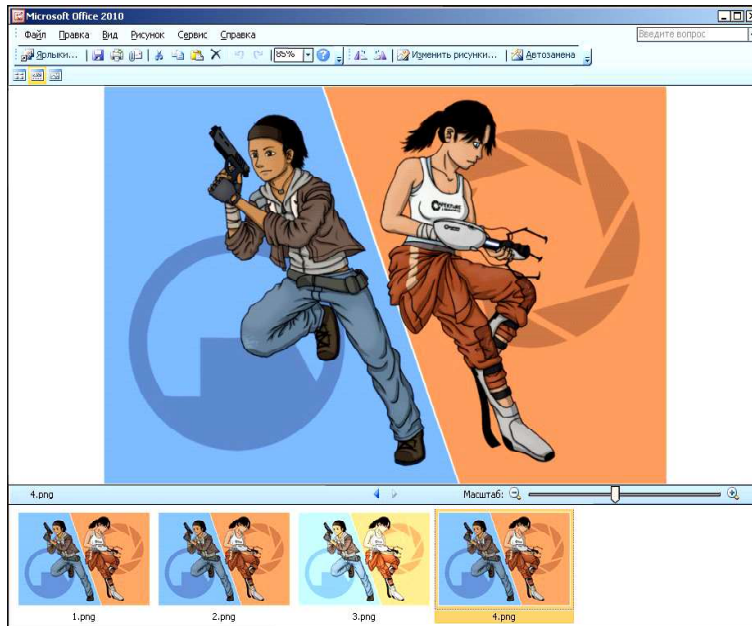 Microsoft Office 2010
Файл Правка Вид Рисунок Сервис Справка
Введите вопрос
Ярлыки... 85% Изменить рисунки... Автозамена
APERTURE
4.png Масштаб:
1.png 2.png 3.png 4.png